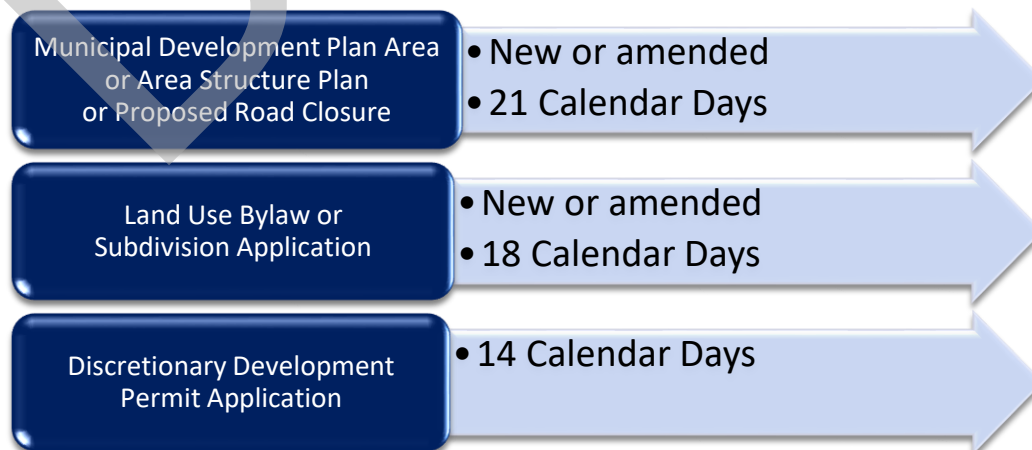 Municipal Development Plan Area
or Area Structure Plan
or Proposed Road Closure
• New or amended
• 21 Calendar Days
Land Use Bylaw or
Subdivision Application
• New or amended
• 18 Calendar Days
Discretionary Development
Permit Application
• 14 Calendar Days